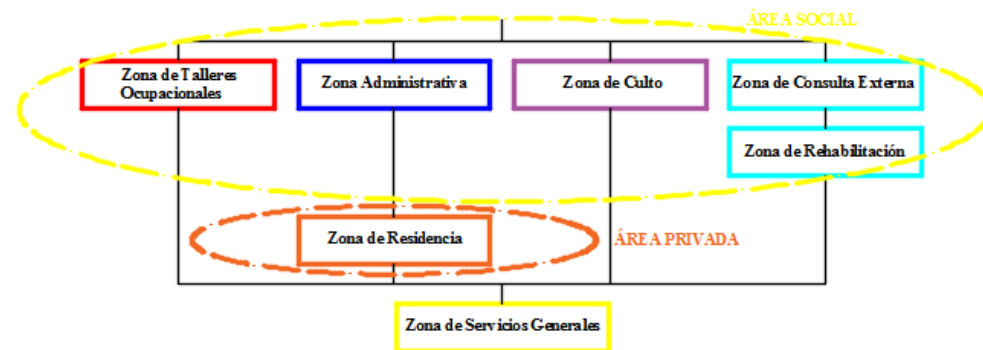 ÁREA SOCIAL
Zona de Talleres
Ocupacionales
Zona Administrativa
Zona de Culto
Zona de Consulta Externa
Zona de Rehabilitación
Zona de Residencia
ÁREA PRIVADA
Zona de Servicios Generales